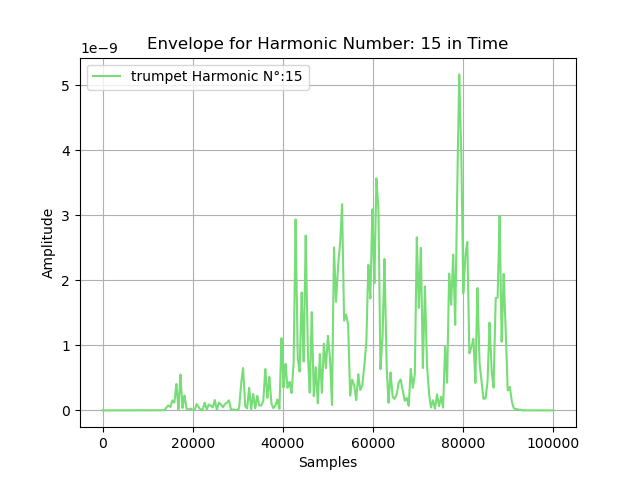 Envelope for Harmonic Number: 15 in Time
1e−9
trumpet Harmonic N°:15
5
4
3
2
1
0
Amplitude
0 20000 40000 60000 80000 100000
Samples